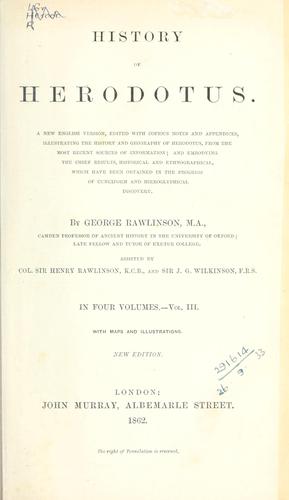 HISTORY
OF
HERODOTUS.
A NEW ENGLISH VERSION, EDITED WITH COPIOUS NOTES AND APPENDICES,
ILLUSTRATING THE HISTORY AND GEOGRAPHY OF HERODOTUS, FROM THE
MOST RECENT SOURCES OF INFORMATION; AND EMBODYING
THE CHIEF RESULTS, HISTORICAL AND ETHNOGRAPHICAL,
WHICH HAVE BEEN OBTAINED IN THE PROGRESS
OF CUNEIFORM AND HIEROGLYPHICAL
DISCOVERY.
BY GEORGE RAWLINSON, M.A.,
CAMDEN PROFESSOR OF ANCIENT HISTORY IN THE UNIVERSITY OF OXFORD;
LATE FELLOW AND TUTOR OF EXETER COLLEGE;
ASSISTED BY
COL. SIR HENRY RAWLINSON, K.C.B., AND SIR J. G. WILKINSON, F.R.S.
IN FOUR VOLUMES.—VOL. III.
WITH MAPS AND ILLUSTRATIONS.
NEW EDITION.
291614
26 9 33
LONDON:
JOHN MURRAY, ALBEMARLE STREET.
1862.
The right of Translation is reserved.